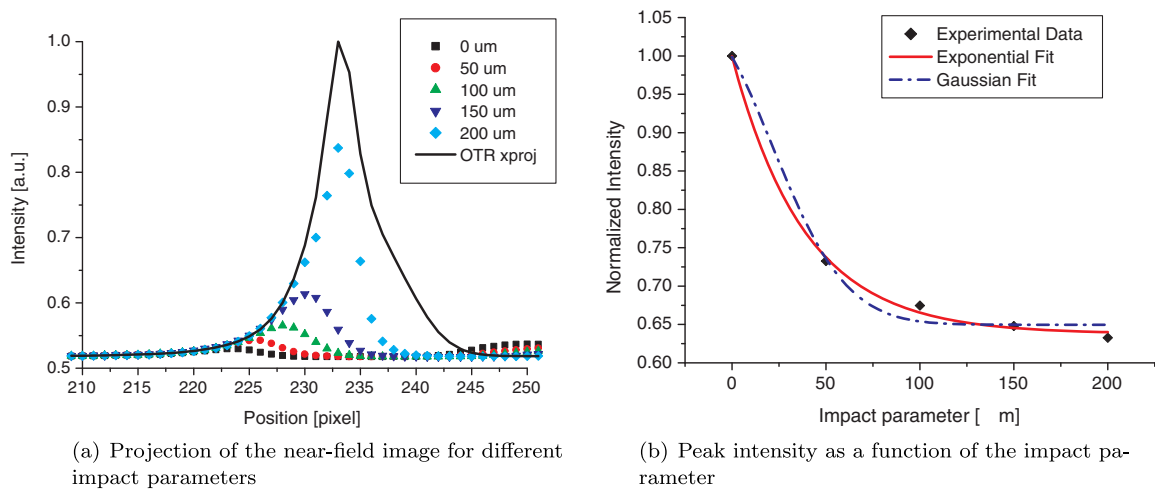 1.0
0.9
0.8
0.7
0.6
0.5
Intensity [a.u.]
210 215 220 225 230 235 240 245 250
Position [pixel]
0 um
50 um
100 um
150 um
200 um
OTR xproj
(a) Projection of the near-field image for different
impact parameters
1.05
1.00
0.95
0.90
0.85
0.80
0.75
0.70
0.65
0.60
Normalized Intensity
0 50 100 150 200
Impact parameter [ m]
Experimental Data
Exponential Fit
Gaussian Fit
(b) Peak intensity as a function of the impact pa-
rameter